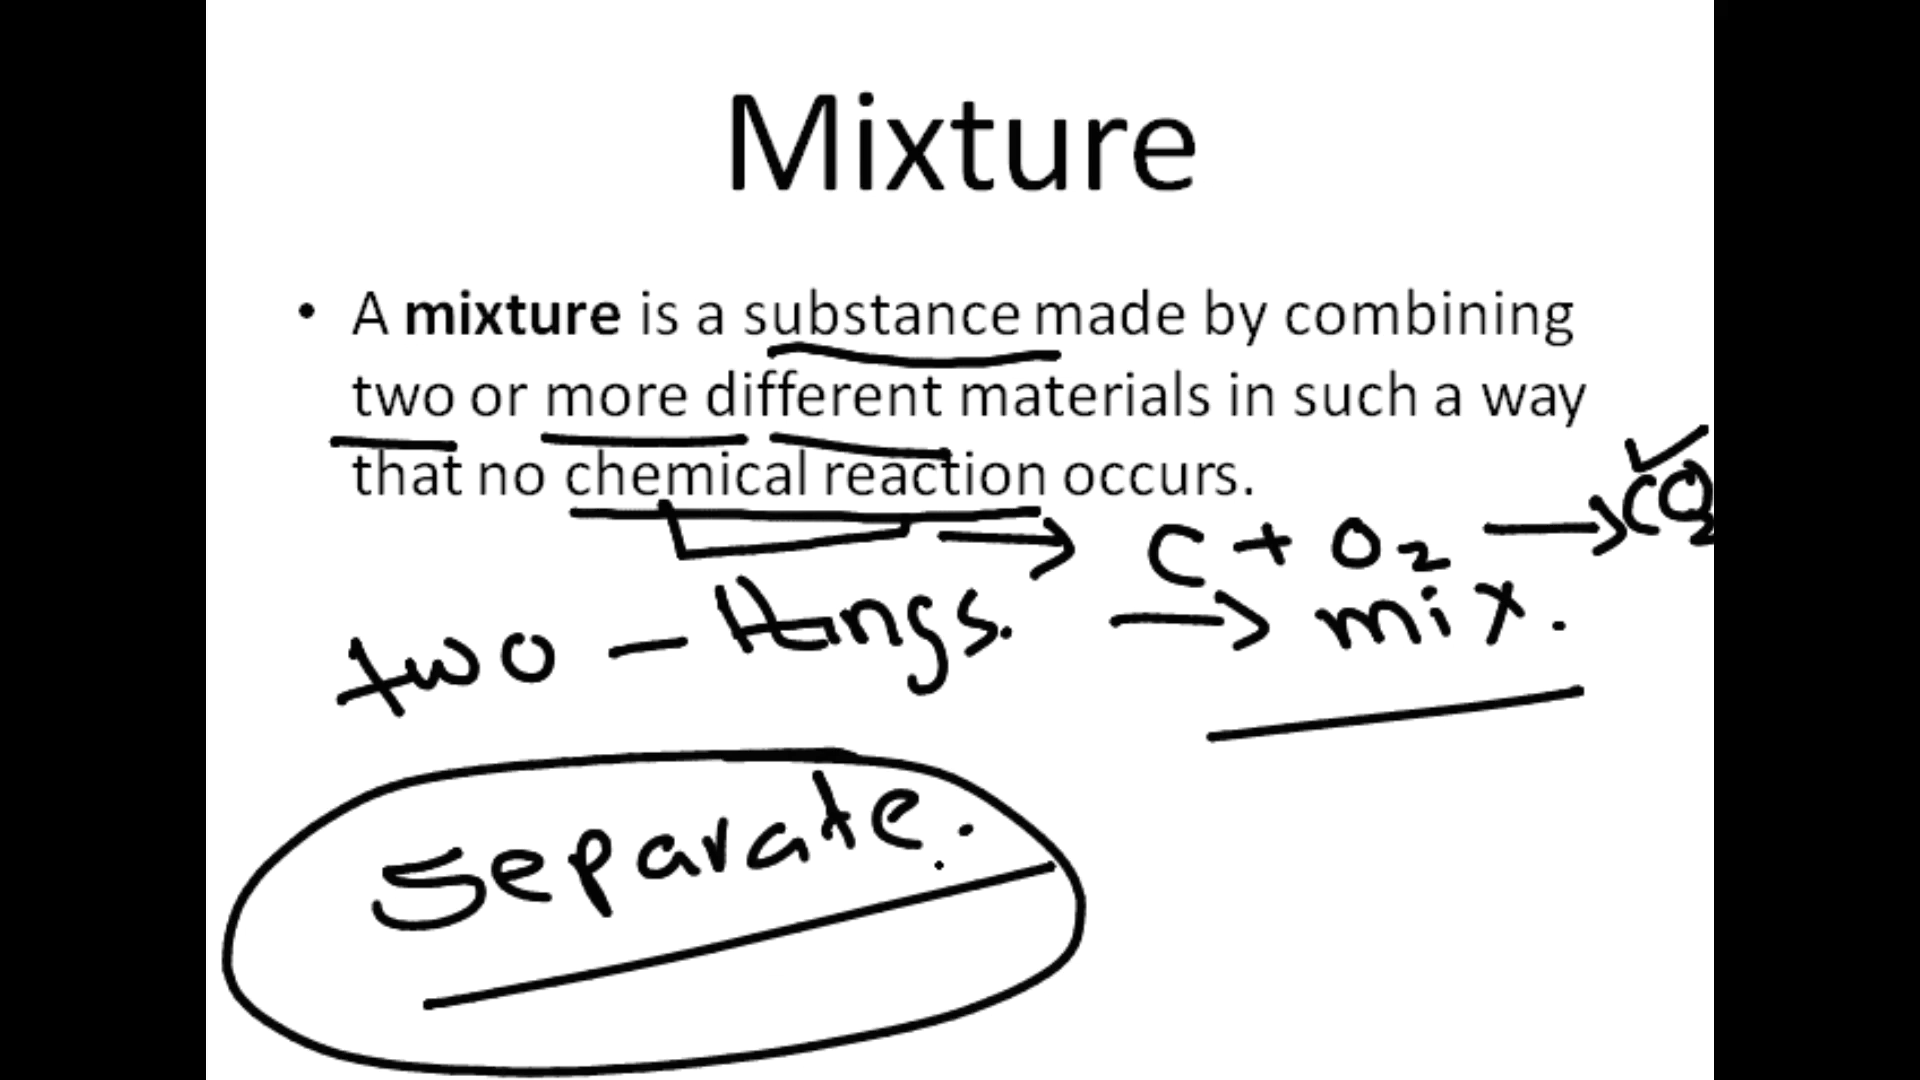 Mixture
• A mixture is a substance made by combining
two or more different materials in such a way
that no chemical reaction occurs.
→ C + O2 → CO2
two - things. → mix.
separate.